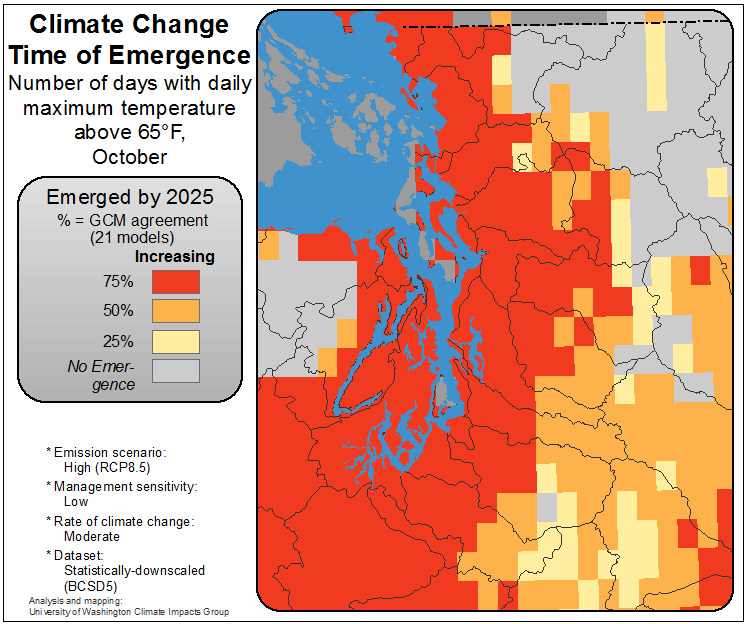 Climate Change
Time of Emergence
Number of days with daily
maximum temperature
above 65°F,
October
Emerged by 2025
% = GCM agreement
(21 models)
Increasing
75%
50%
25%
No Emer-
gence
* Emission scenario:
High (RCP8.5)
* Management sensitivity:
Low
* Rate of climate change:
Moderate
* Dataset:
Statistically-downscaled
(BCSD5)
Analysis and mapping:
University of Washington Climate Impacts Group